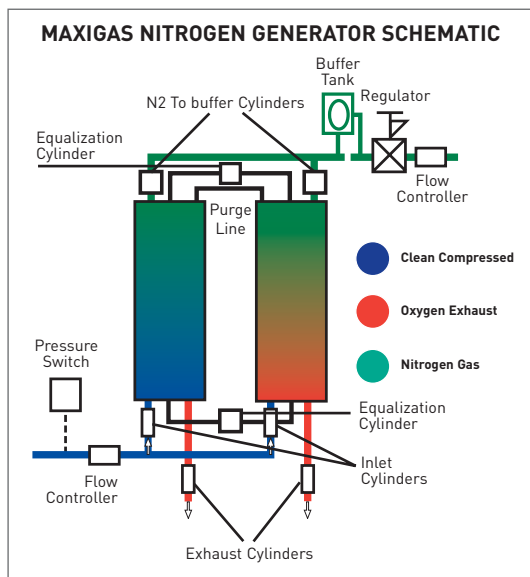 MAXIGAS NITROGEN GENERATOR SCHEMATIC
Buffer
Tank
Regulator
N2 To buffer Cylinders
Equalization
Cylinder
Flow
Controller
Purge
Line
Clean Compressed
Oxygen Exhaust
Pressure
Switch
Nitrogen Gas
Equalization
Cylinder
Inlet
Cylinders
Flow
Controller
Exhaust Cylinders